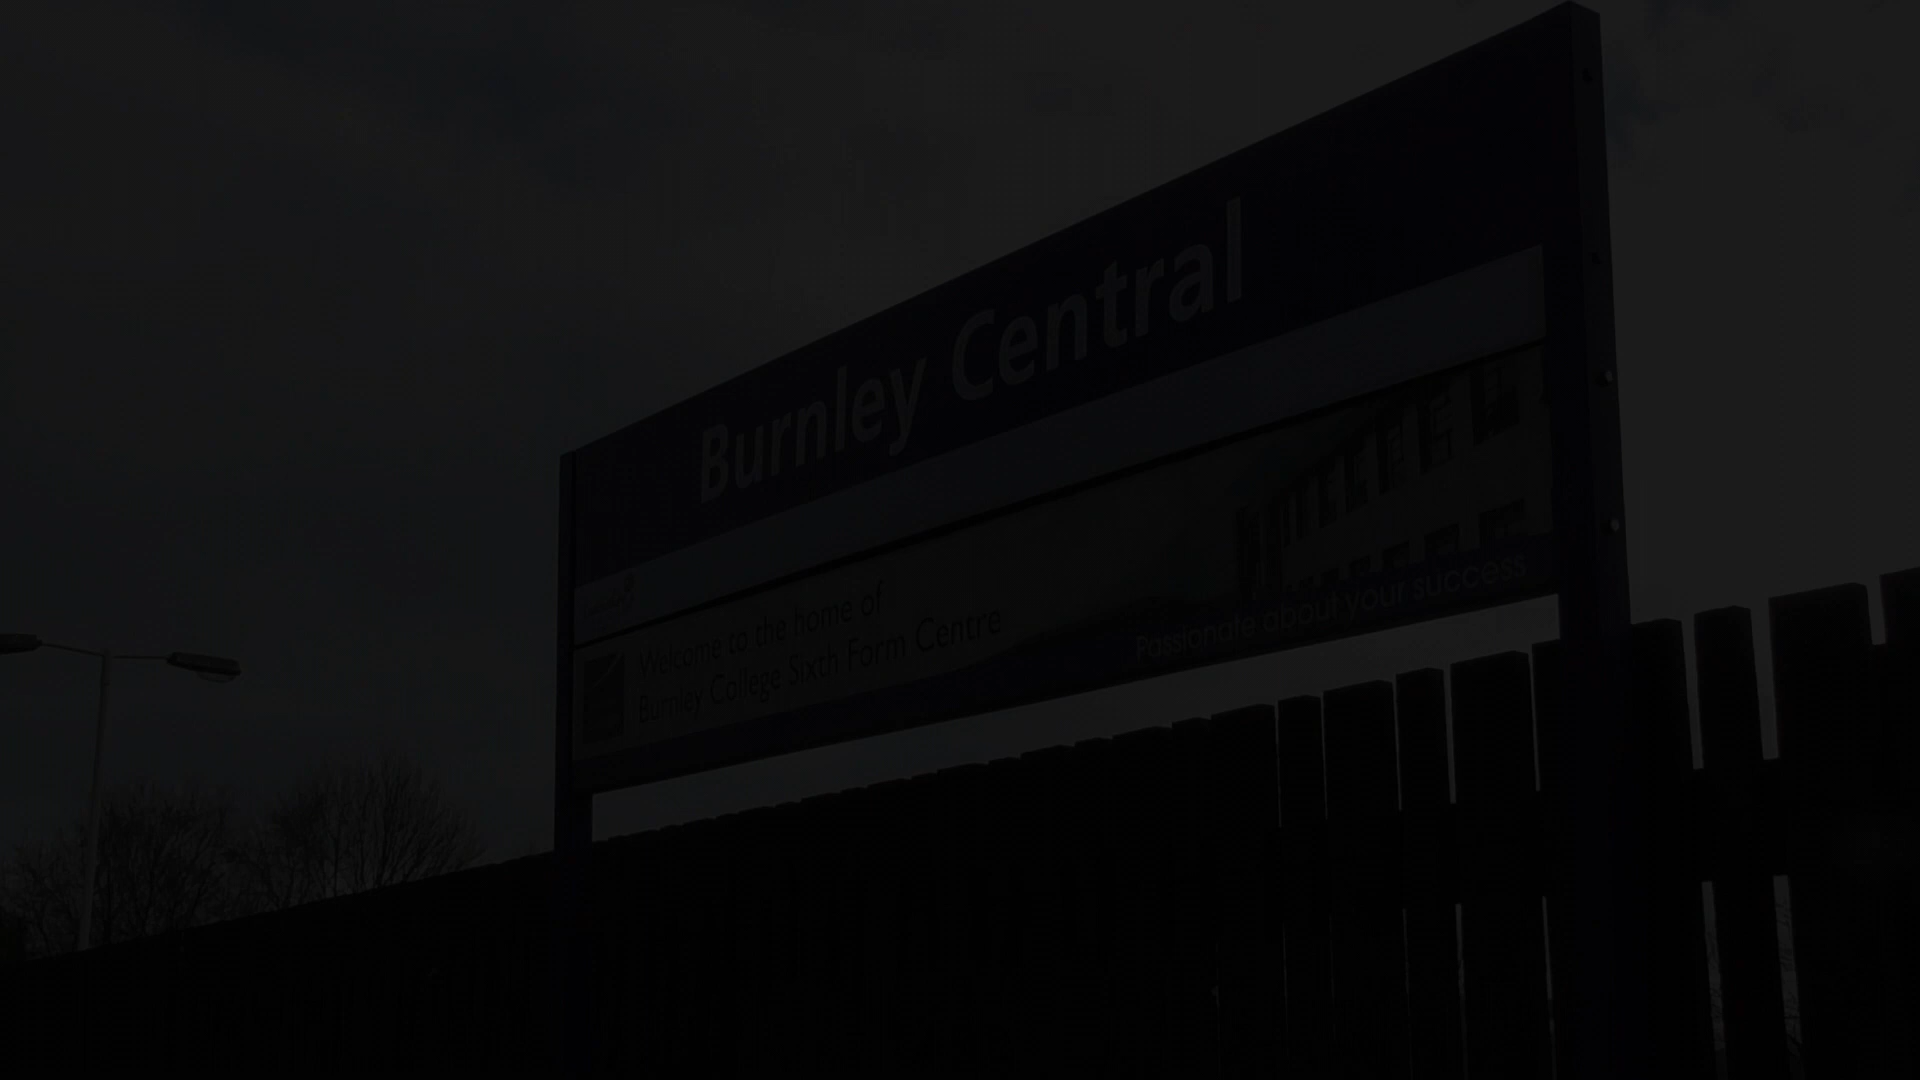 Burnley Central
Welcome to the home of
Burnley College Sixth Form Centre
Passionate about your success